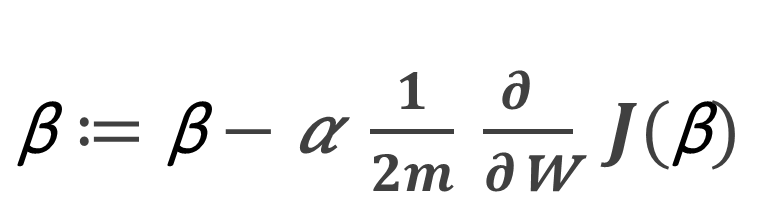 β := β − α 1/2m ∂/∂W J(β)